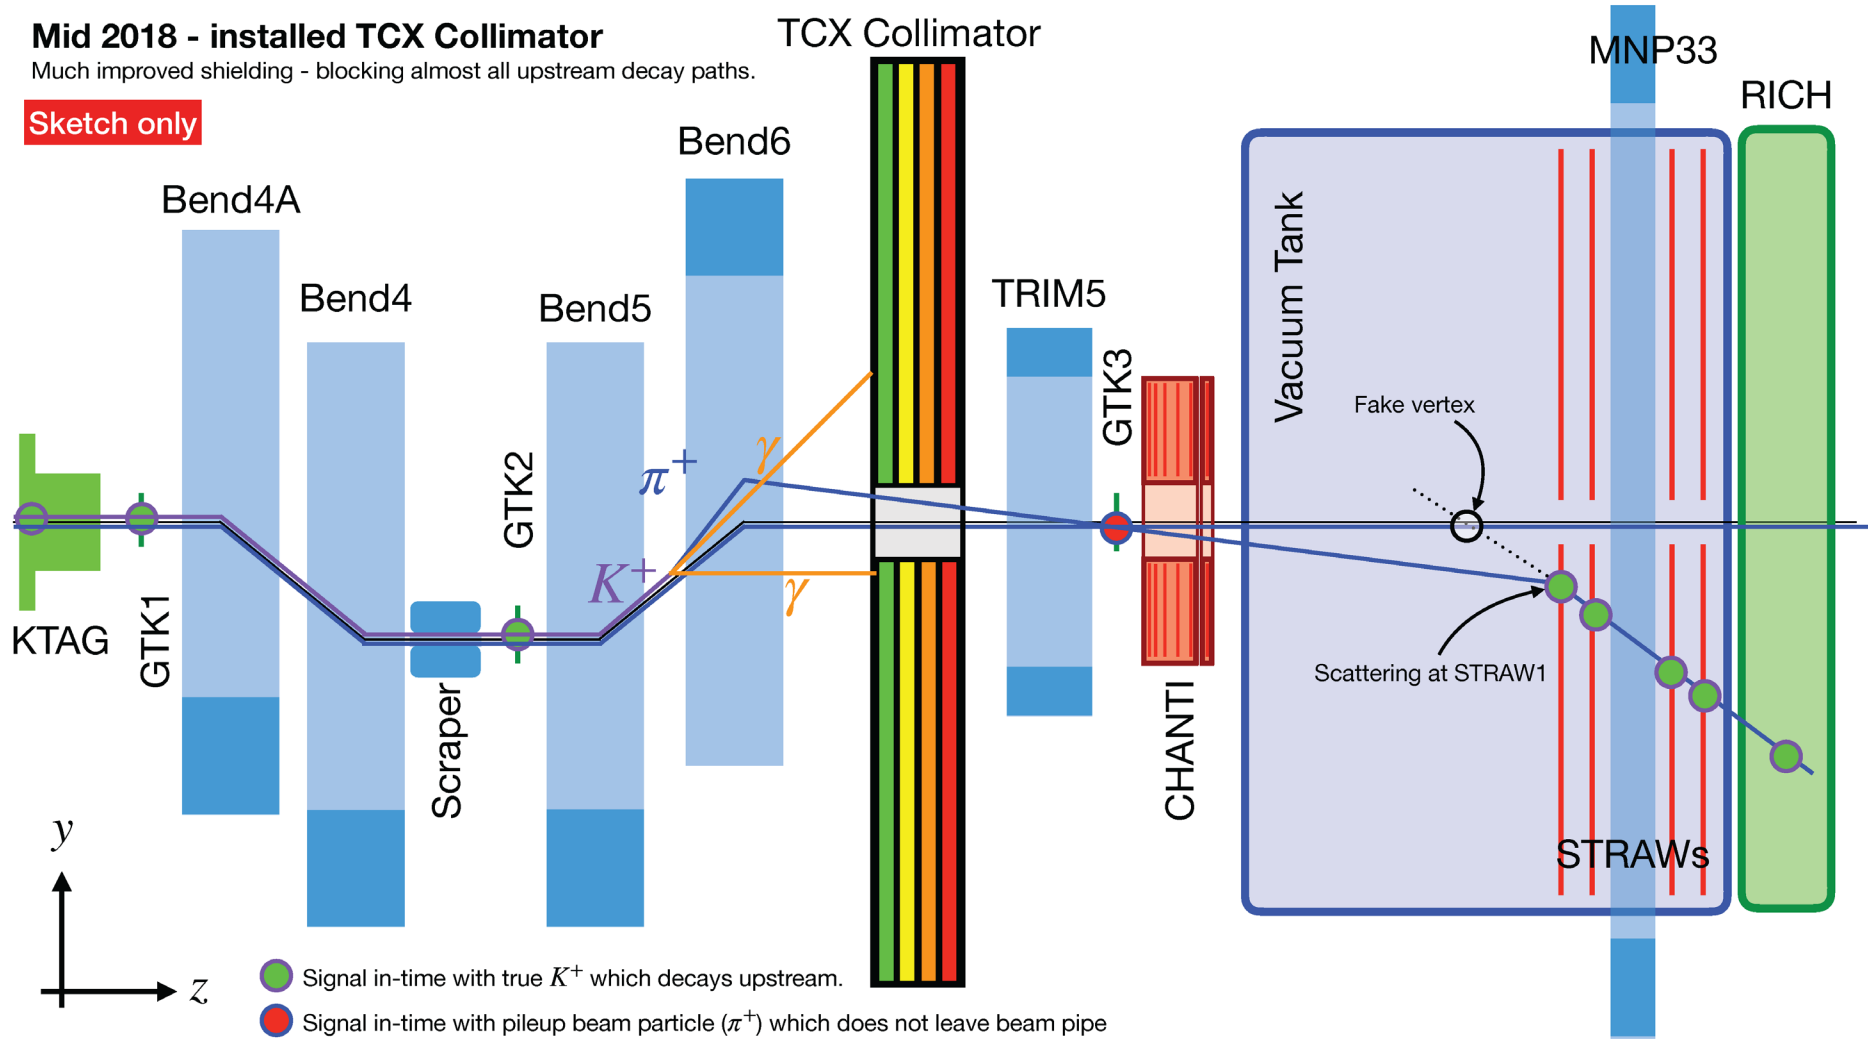 Mid 2018 - installed TCX Collimator
Much improved shielding - blocking almost all upstream decay paths.
Sketch only
TCX Collimator
MNP33
RICH
Bend6
Bend4A
Bend4
Bend5
TRIM5
GTK3
Vacuum Tank
Fake vertex
GTK2
γ
π⁺
K⁺
γ
KTAG
GTK1
Scraper
CHANTI
Scattering at STRAW1
STRAWs
y
z
Signal in-time with true K⁺ which decays upstream.
Signal in-time with pileup beam particle (π⁺) which does not leave beam pipe